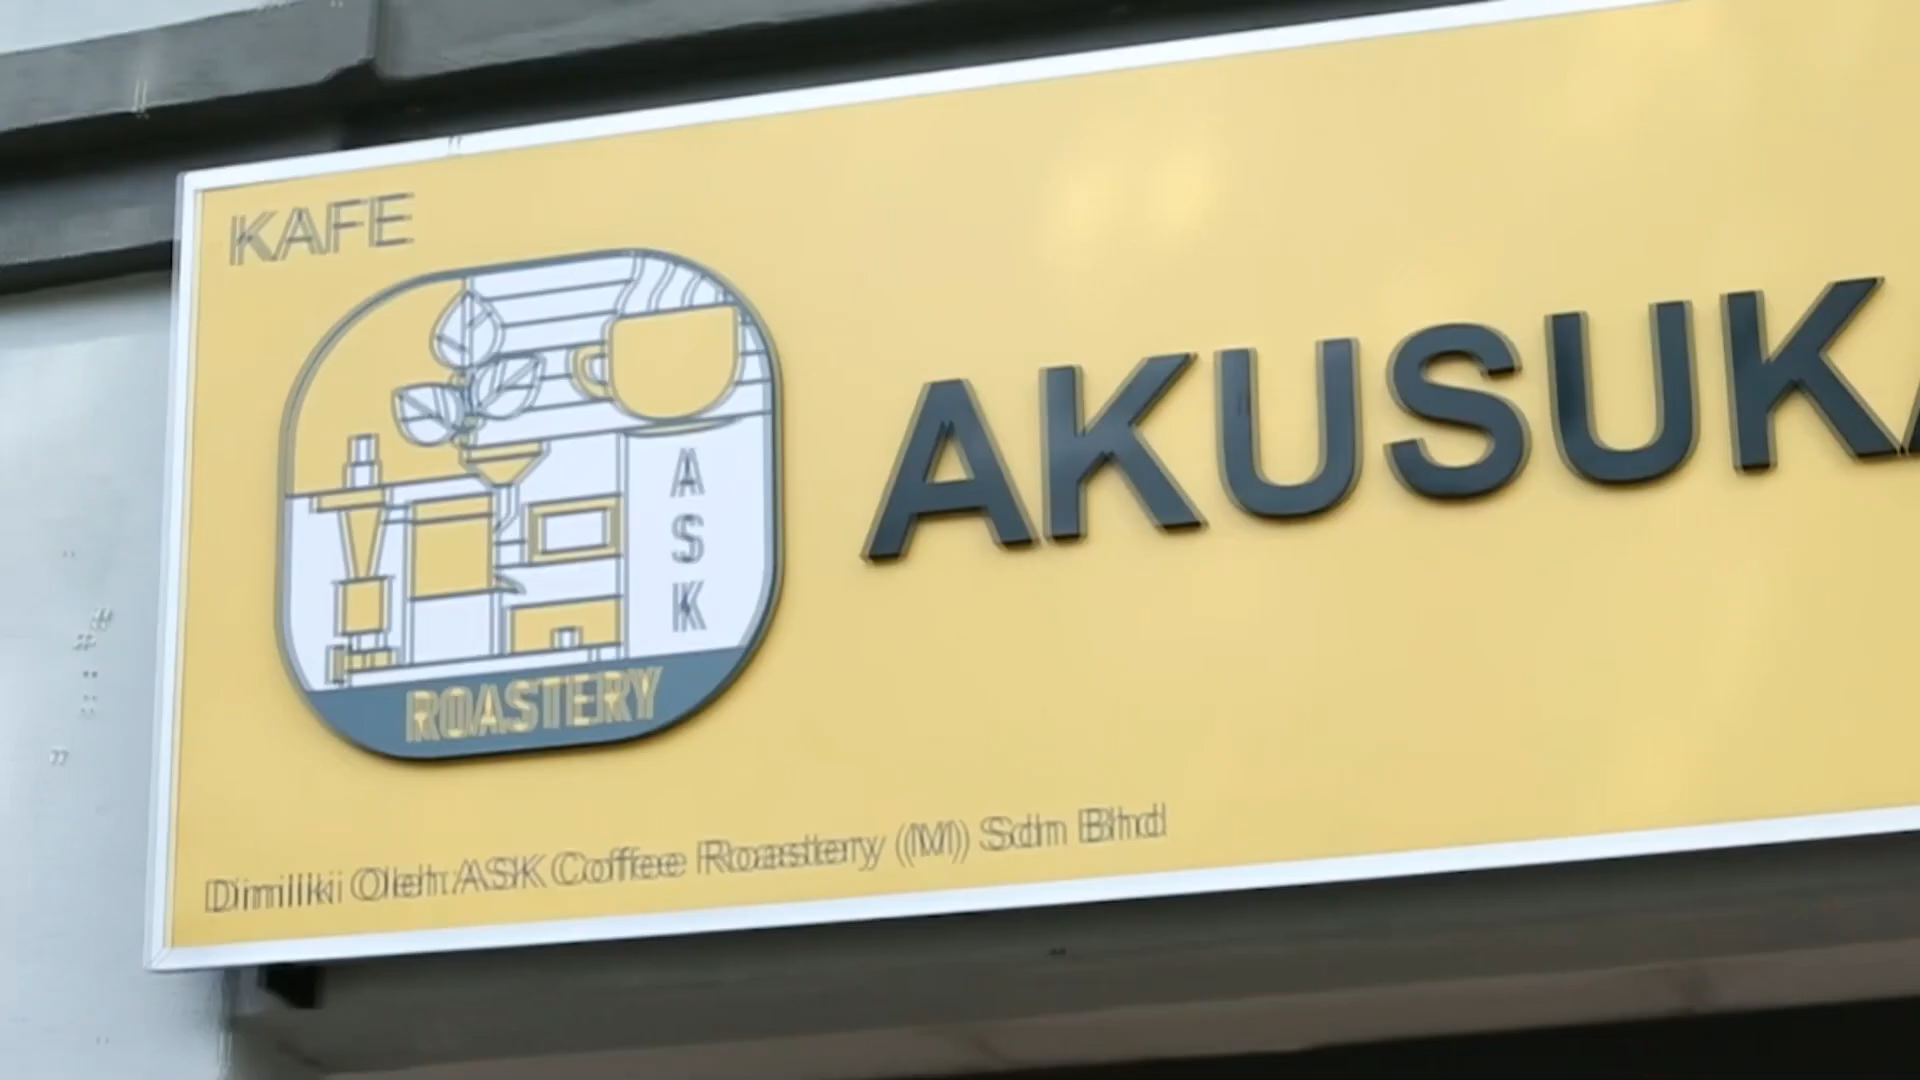 KAFE
ASK
ROASTERY
AKUSUKA
Dimiliki Oleh: ASK Coffee Roastery (M) Sdn Bhd